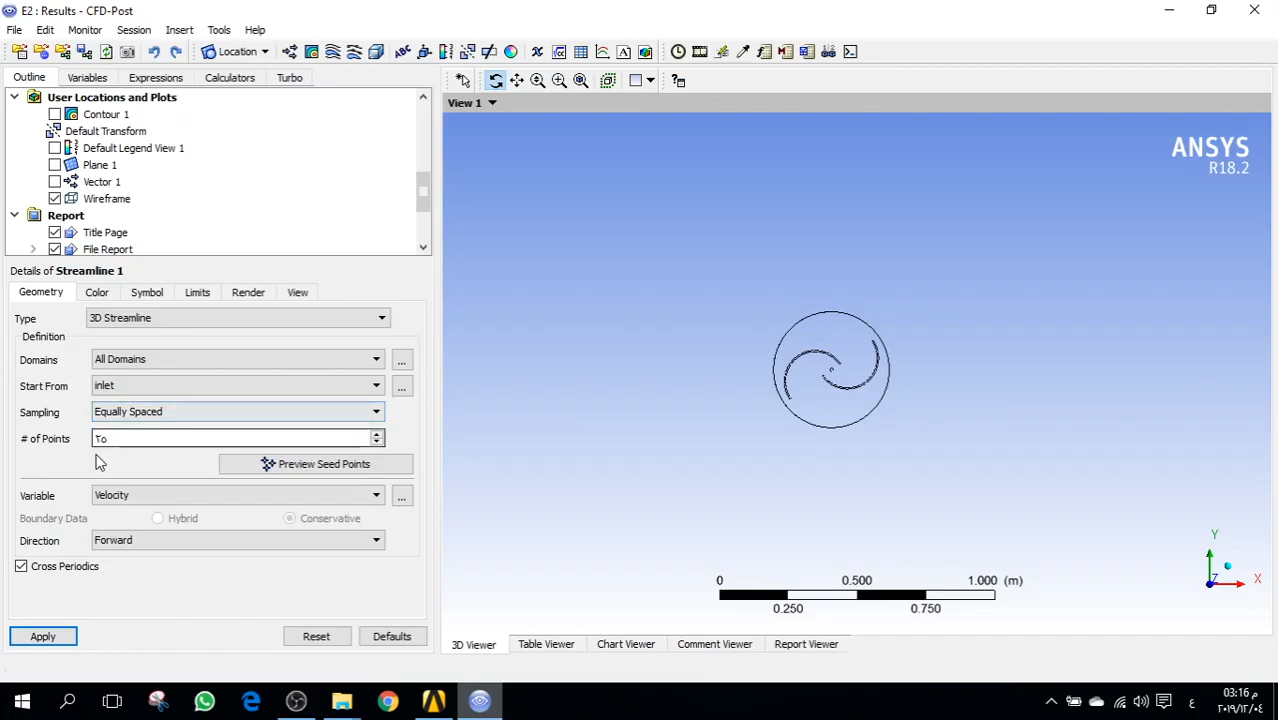 E2 : Results - CFD-Post
File Edit Monitor Session Insert Tools Help
Location
Outline Variables Expressions Calculators Turbo
User Locations and Plots
Contour 1
Default Transform
Default Legend View 1
Plane 1
Vector 1
Wireframe
Report
Title Page
File Report
Details of Streamline 1
Geometry Color Symbol Limits Render View
Type 3D Streamline
Definition
Domains All Domains ...
Start From inlet ...
Sampling Equally Spaced
# of Points ٢٥
Preview Seed Points
Variable Velocity ...
Boundary Data Hybrid Conservative
Direction Forward
Cross Periodics
Apply Reset Defaults
View 1
ANSYS
R18.2
0 0.500 1.000 (m)
0.250 0.750
Y
X
Z
3D Viewer Table Viewer Chart Viewer Comment Viewer Report Viewer
ع
03:16 م
٢٠١٩/١٢/٠٤